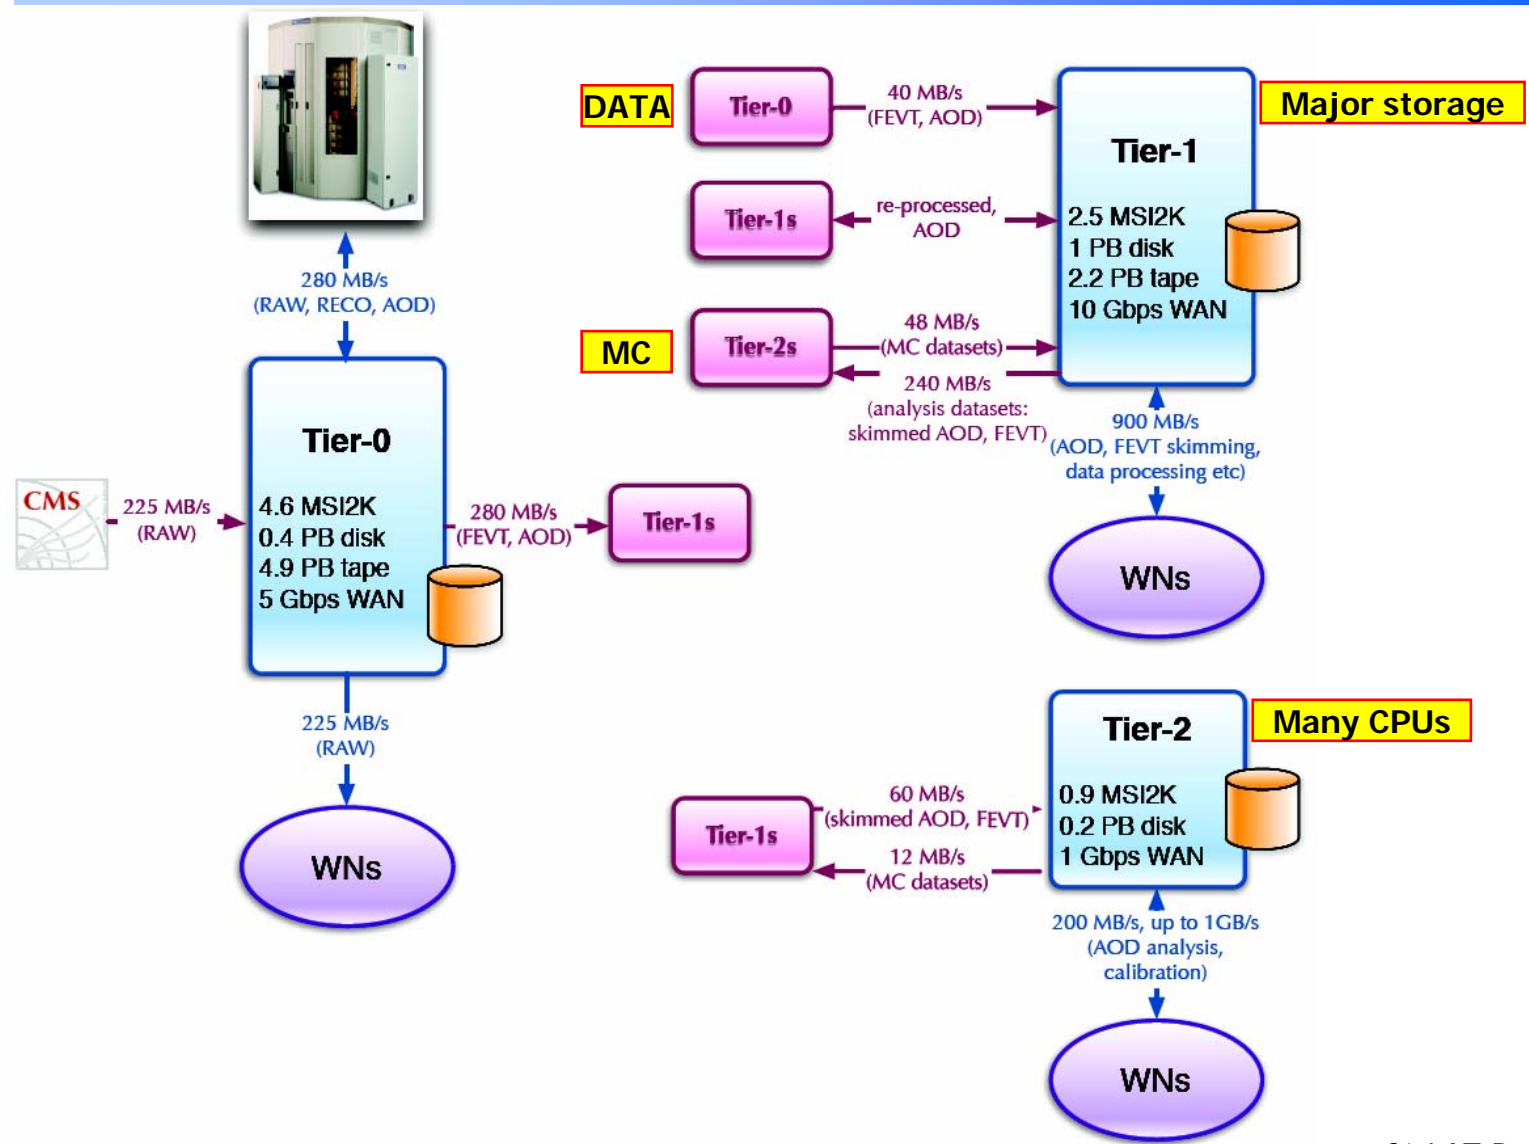 280 MB/s
(RAW, RECO, AOD)
Tier-0
4.6 MSI2K
0.4 PB disk
4.9 PB tape
5 Gbps WAN
CMS
225 MB/s
(RAW)
280 MB/s
(FEVT, AOD)
Tier-1s
225 MB/s
(RAW)
WNs
DATA
Tier-0
40 MB/s
(FEVT, AOD)
Major storage
Tier-1
2.5 MSI2K
1 PB disk
2.2 PB tape
10 Gbps WAN
Tier-1s
re-processed,
AOD
MC
Tier-2s
48 MB/s
(MC datasets)
240 MB/s
(analysis datasets:
skimmed AOD, FEVT)
900 MB/s
(AOD, FEVT skimming,
data processing etc)
WNs
Tier-2
Many CPUs
0.9 MSI2K
0.2 PB disk
1 Gbps WAN
Tier-1s
60 MB/s
(skimmed AOD, FEVT)
12 MB/s
(MC datasets)
200 MB/s, up to 1GB/s
(AOD analysis,
calibration)
WNs